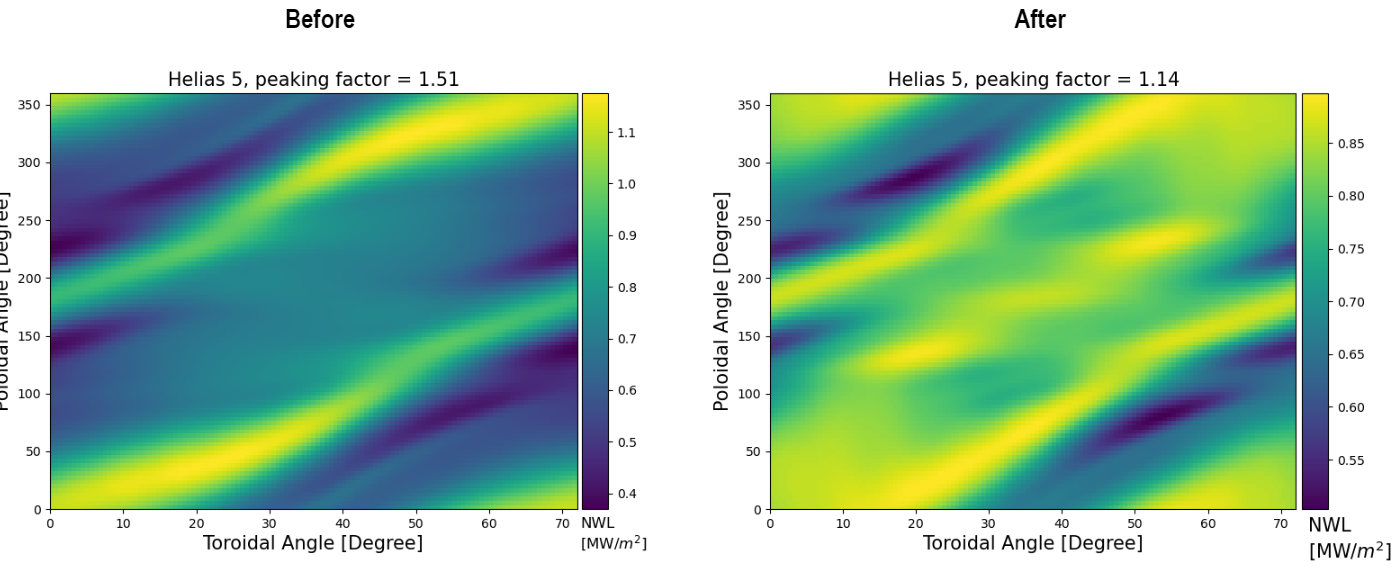 Before
After
Helias 5, peaking factor = 1.51
Helias 5, peaking factor = 1.14
350
300
250
200
150
100
50
0
Poloidal Angle [Degree]
0 10 20 30 40 50 60 70
Toroidal Angle [Degree]
1.1
1.0
0.9
0.8
0.7
0.6
0.5
0.4
NWL
[MW/m²]
350
300
250
200
150
100
50
0
Poloidal Angle [Degree]
0 10 20 30 40 50 60 70
Toroidal Angle [Degree]
0.85
0.80
0.75
0.70
0.65
0.60
0.55
NWL
[MW/m²]